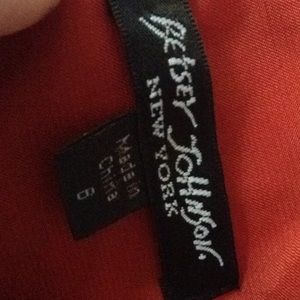 BETSEY JOHNSON.
NEW YORK
Made in
China
6